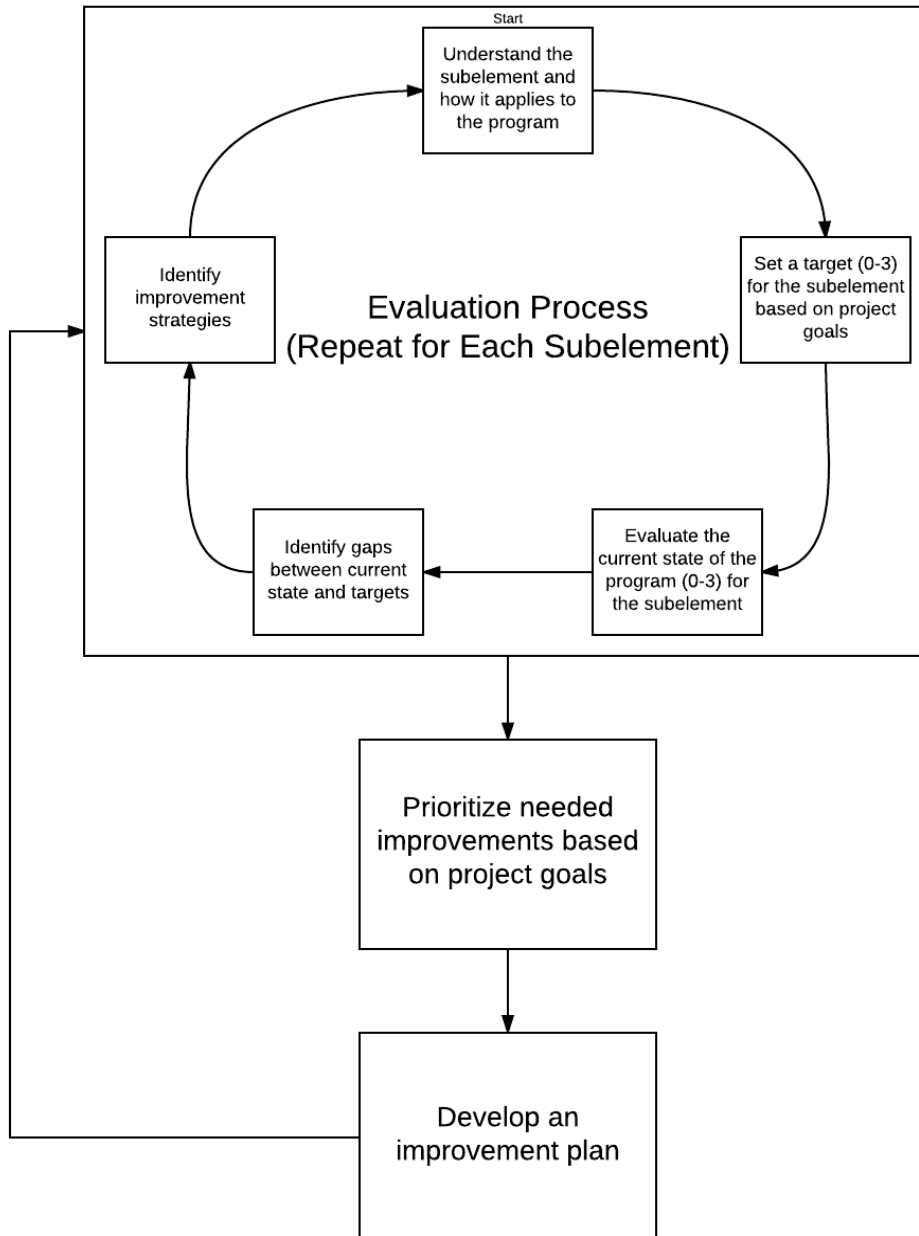 Start
Understand the
subelement and
how it applies to
the program
Set a target (0-3)
for the subelement
based on project
goals
Evaluate the
current state of the
program (0-3) for
the subelement
Identify gaps
between current
state and targets
Identify
improvement
strategies
Evaluation Process
(Repeat for Each Subelement)
Prioritize needed
improvements based
on project goals
Develop an
improvement plan